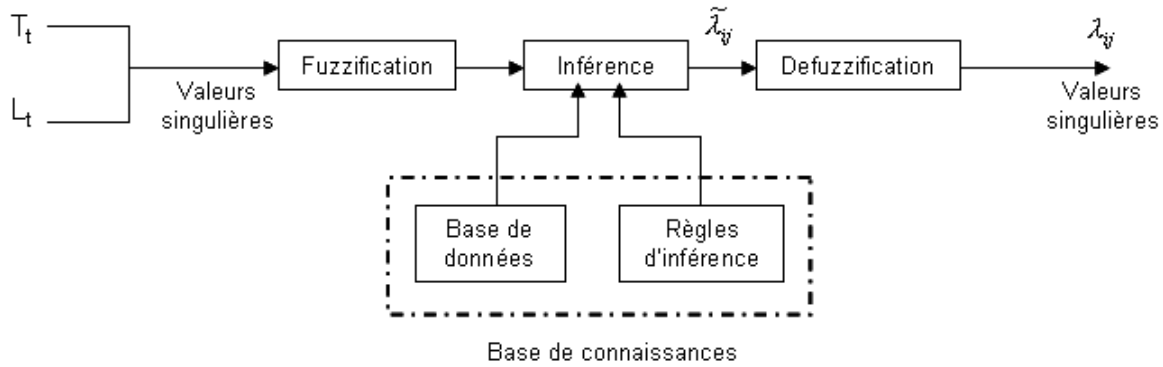 T_t
L_t
Valeurs
singulières
Fuzzification
Inférence
λ̃_ij
Defuzzification
λ_ij
Valeurs
singulières
Base de
données
Règles
d'inférence
Base de connaissances